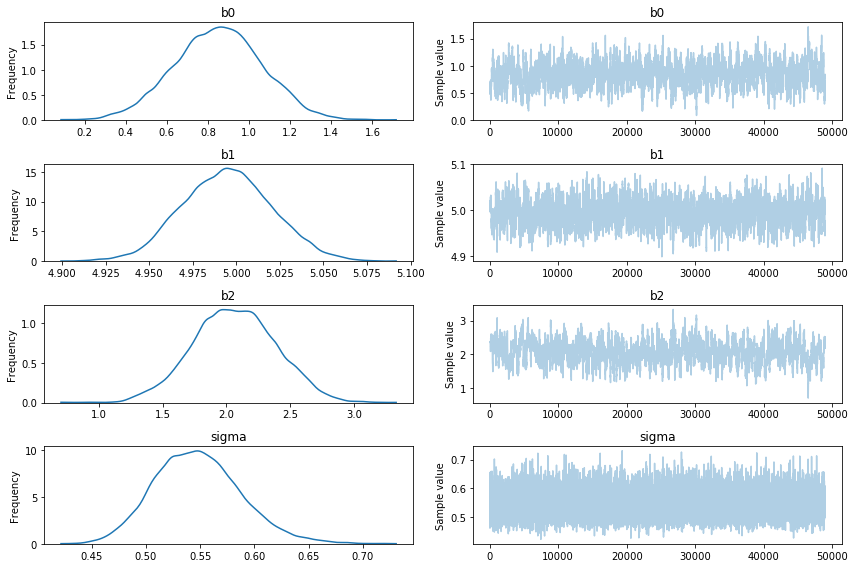 b0
Frequency
0.0 0.5 1.0 1.5
0.2 0.4 0.6 0.8 1.0 1.2 1.4 1.6
b0
Sample value
0.0 0.5 1.0 1.5
0 10000 20000 30000 40000 50000
b1
Frequency
0 5 10 15
4.900 4.925 4.950 4.975 5.000 5.025 5.050 5.075 5.100
b1
Sample value
4.9 5.0 5.1
0 10000 20000 30000 40000 50000
b2
Frequency
0.0 0.5 1.0
1.0 1.5 2.0 2.5 3.0
b2
Sample value
1 2 3
0 10000 20000 30000 40000 50000
sigma
Frequency
0 5 10
0.45 0.50 0.55 0.60 0.65 0.70
sigma
Sample value
0.5 0.6 0.7
0 10000 20000 30000 40000 50000